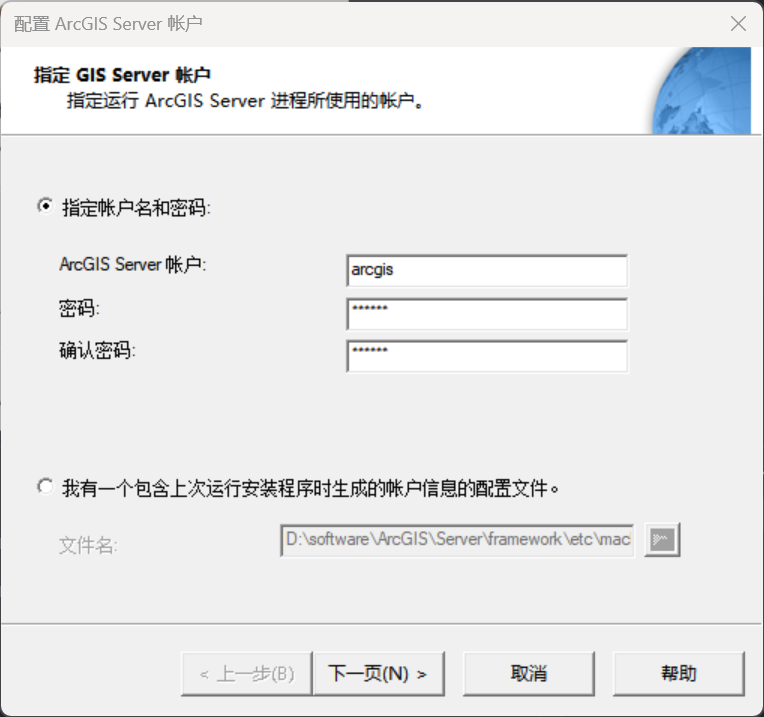 配置 ArcGIS Server 帐户
指定 GIS Server 帐户
指定运行 ArcGIS Server 进程所使用的帐户。
指定帐户名和密码:
ArcGIS Server 帐户:
arcgis
密码:
******
确认密码:
******
我有一个包含上次运行安装程序时生成的帐户信息的配置文件。
文件名:
D:\software\ArcGIS\Server\framework\etc\mac
< 上一步(B)
下一页(N) >
取消
帮助